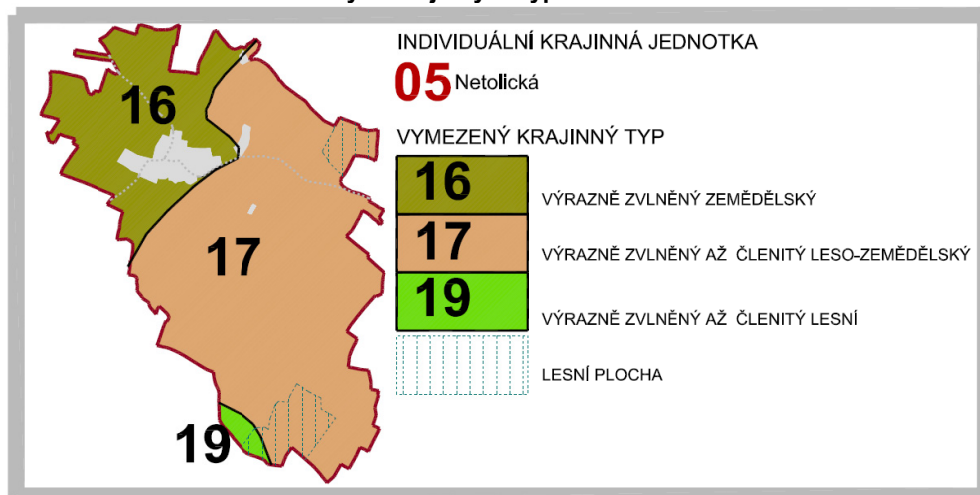 INDIVIDUÁLNÍ KRAJINNÁ JEDNOTKA
05 Netolická
VYMEZENÝ KRAJINNÝ TYP
16 VÝRAZNĚ ZVLNĚNÝ ZEMĚDĚLSKÝ
17 VÝRAZNĚ ZVLNĚNÝ AŽ ČLENITÝ LESO-ZEMĚDĚLSKÝ
19 VÝRAZNĚ ZVLNĚNÝ AŽ ČLENITÝ LESNÍ
LESNÍ PLOCHA
16
17
19